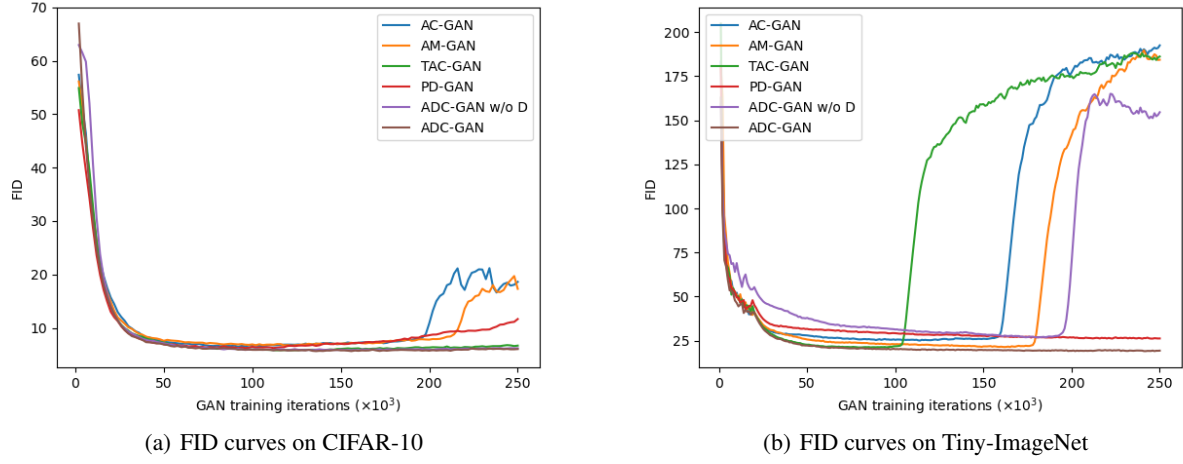 70
60
50
40
30
20
10
FID
0
50
100
150
200
250
GAN training iterations (×10³)
AC-GAN
AM-GAN
TAC-GAN
PD-GAN
ADC-GAN w/o D
ADC-GAN
(a) FID curves on CIFAR-10
200
175
150
125
100
75
50
25
FID
0
50
100
150
200
250
GAN training iterations (×10³)
AC-GAN
AM-GAN
TAC-GAN
PD-GAN
ADC-GAN w/o D
ADC-GAN
(b) FID curves on Tiny-ImageNet